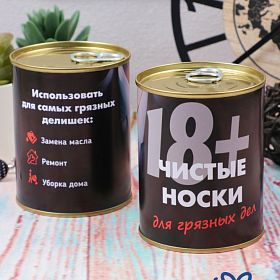 Использовать
для самых грязных
делишек:
Замена масла
Ремонт
Уборка дома
18+
ЧИСТЫЕ
НОСКИ
для грязных дел